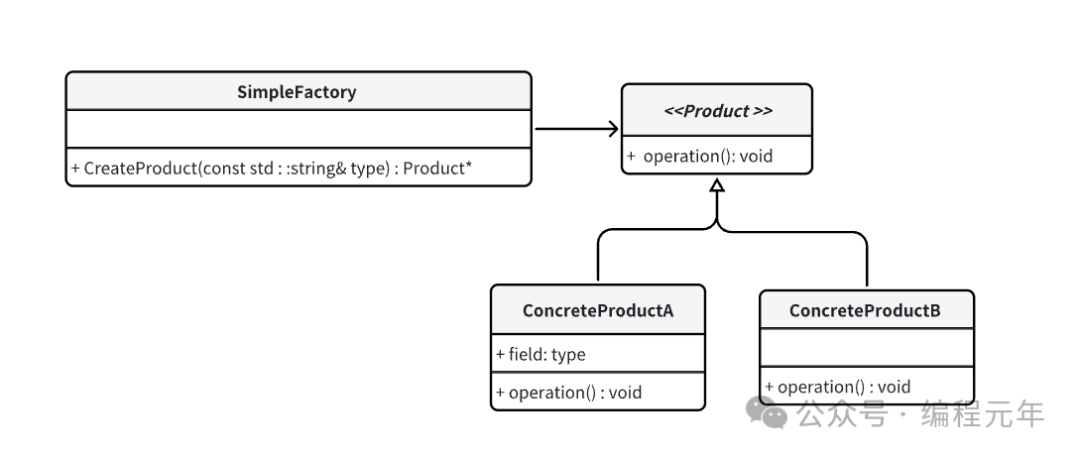 SimpleFactory
<<Product >>
+ CreateProduct(const std : :string& type) : Product*
+ operation(): void
ConcreteProductA
ConcreteProductB
+ field: type
+ operation() : void
+ operation() : void
公众号 · 编程元年